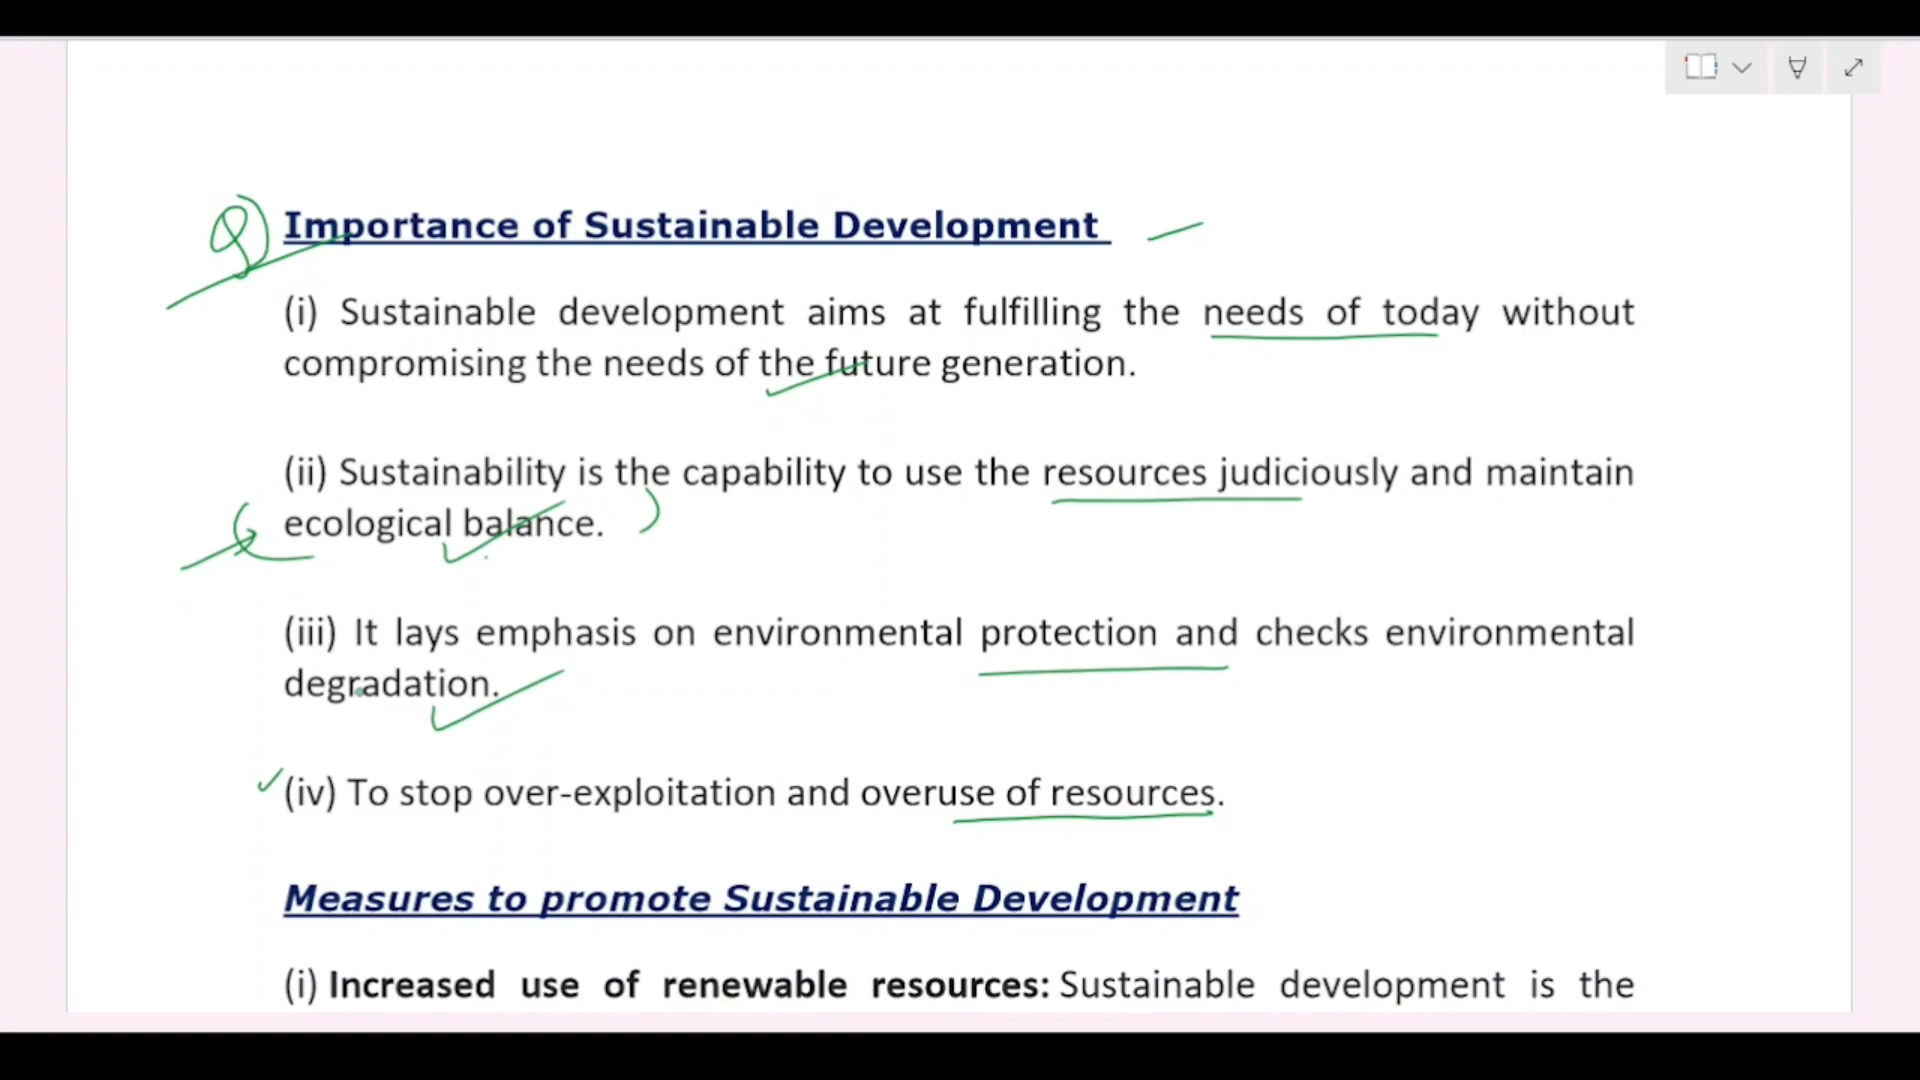 Q) Importance of Sustainable Development
(i) Sustainable development aims at fulfilling the needs of today without
compromising the needs of the future generation.
(ii) Sustainability is the capability to use the resources judiciously and maintain
ecological balance.
(iii) It lays emphasis on environmental protection and checks environmental
degradation.
(iv) To stop over-exploitation and overuse of resources.
Measures to promote Sustainable Development
(i) Increased use of renewable resources: Sustainable development is the